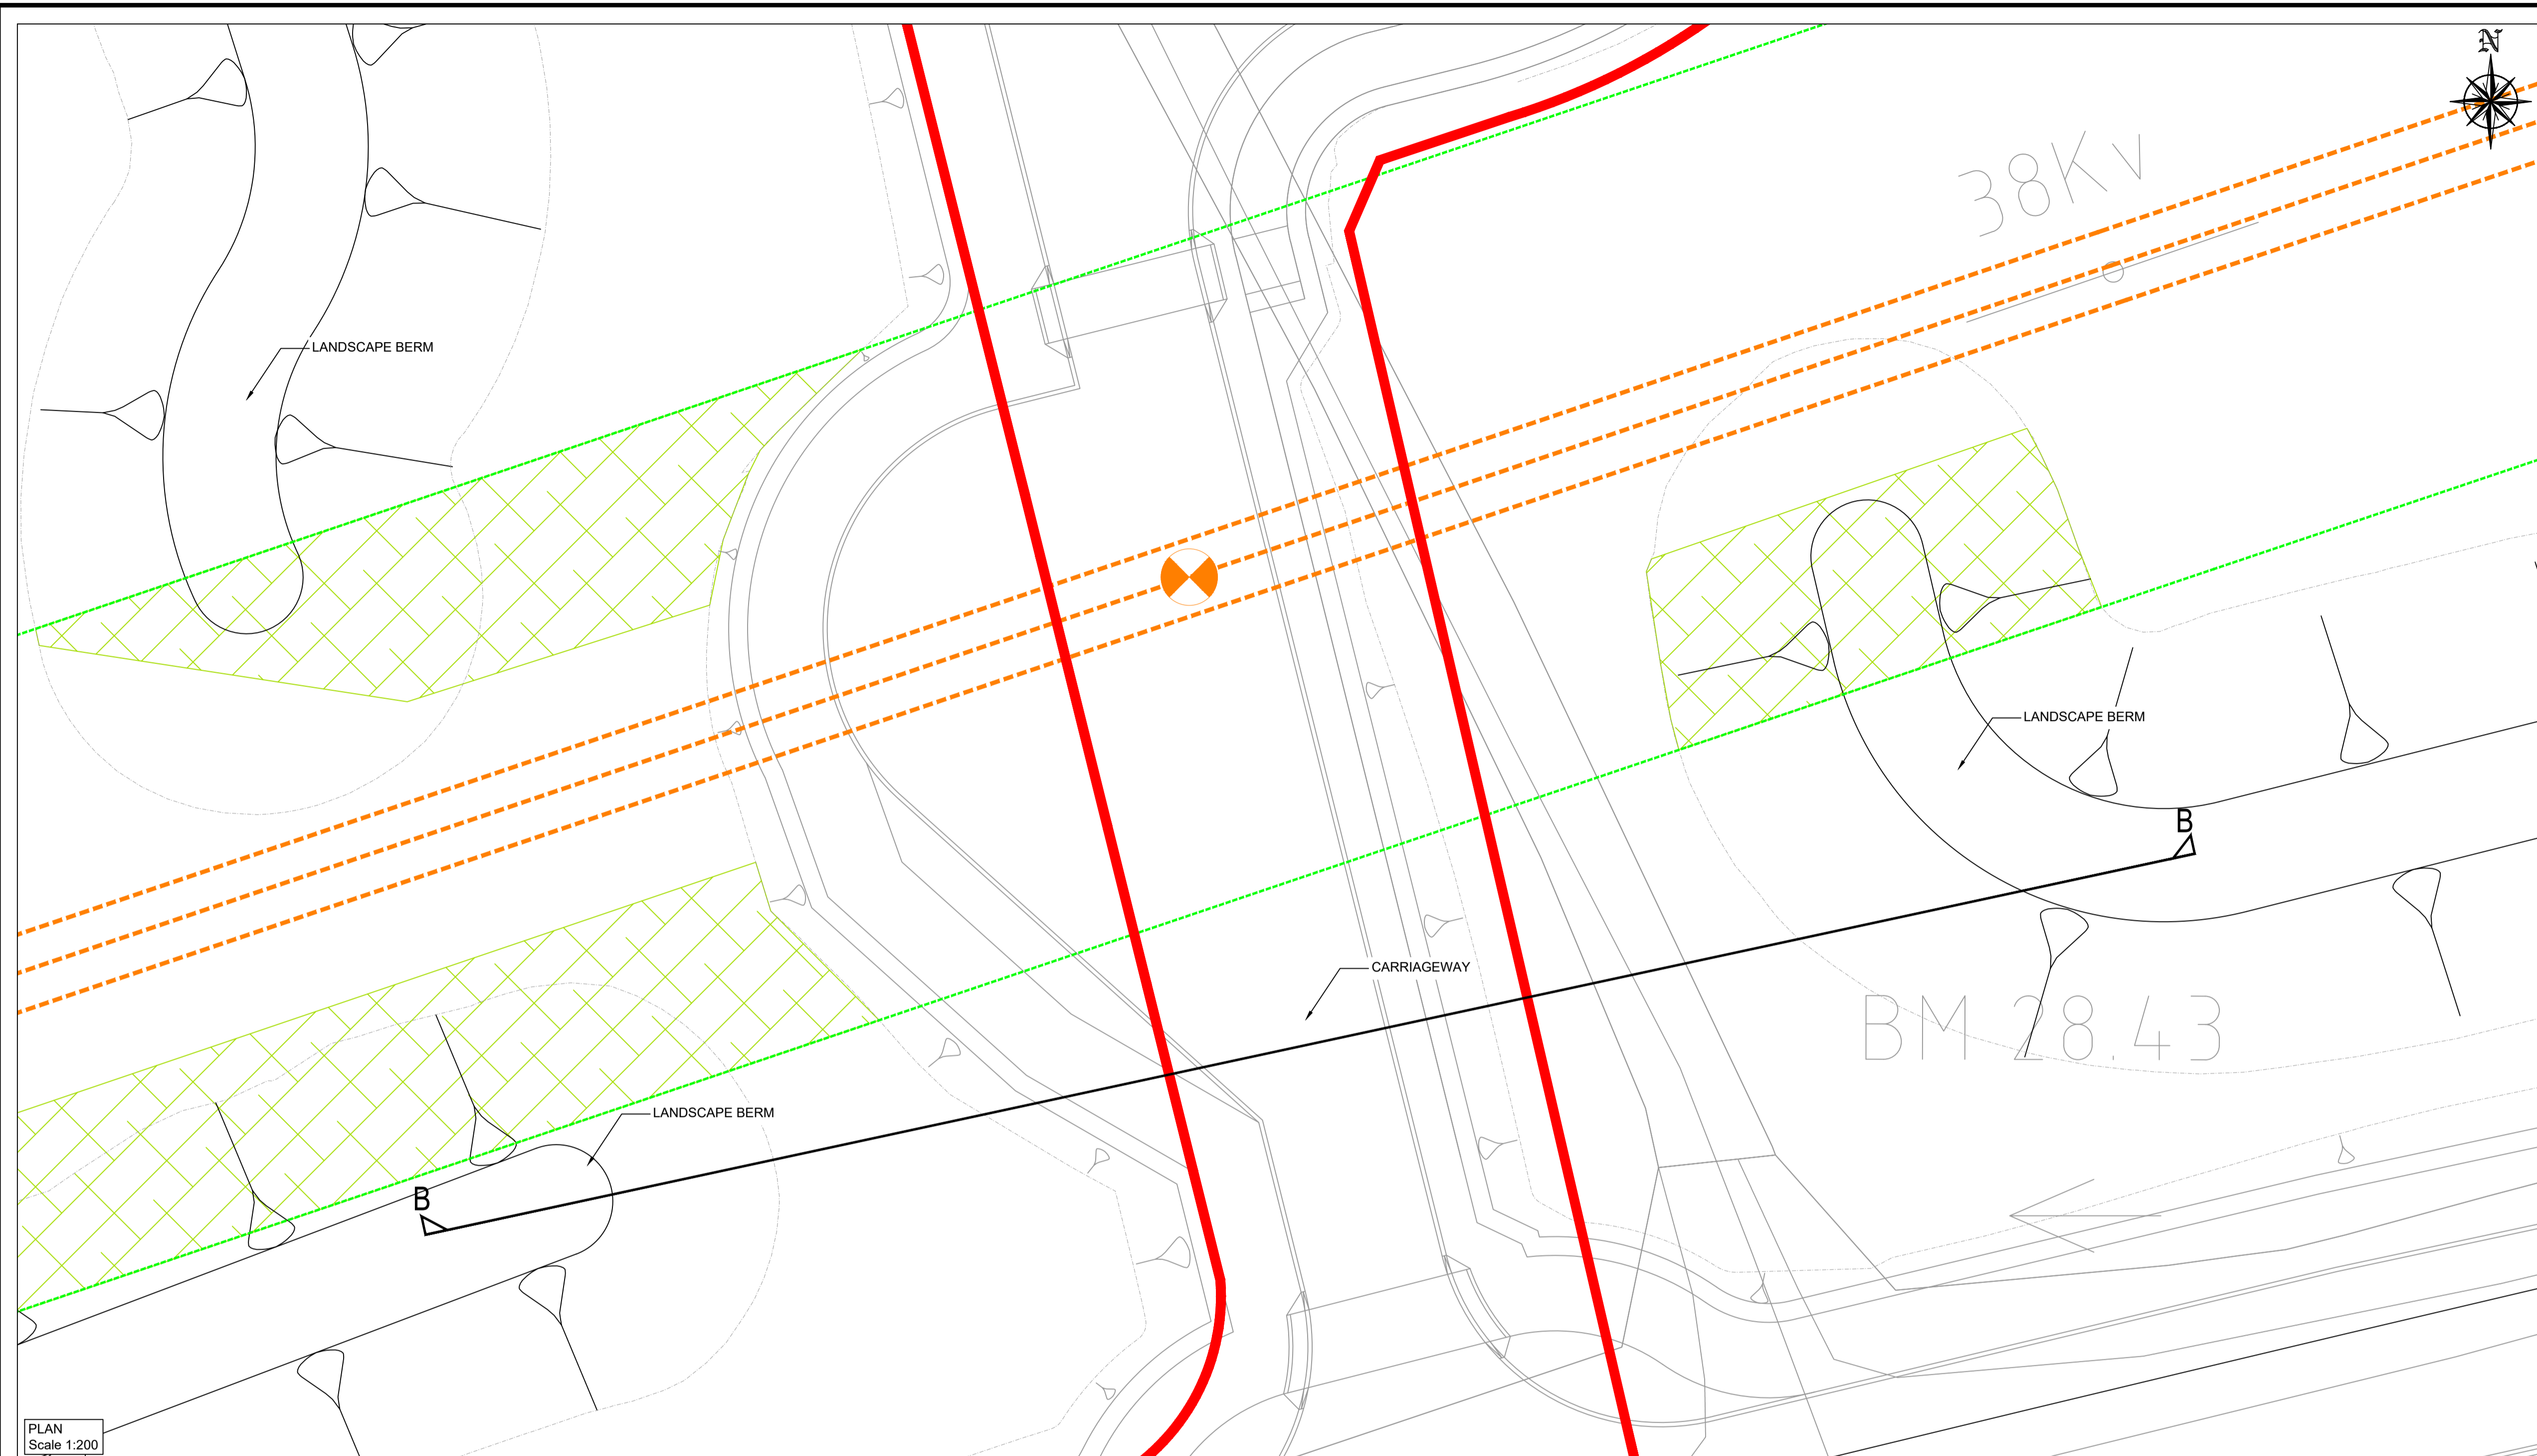 N
38KV
LANDSCAPE BERM
LANDSCAPE BERM
B
CARRIAGEWAY
BM 28.43
LANDSCAPE BERM
B
PLAN
Scale 1:200